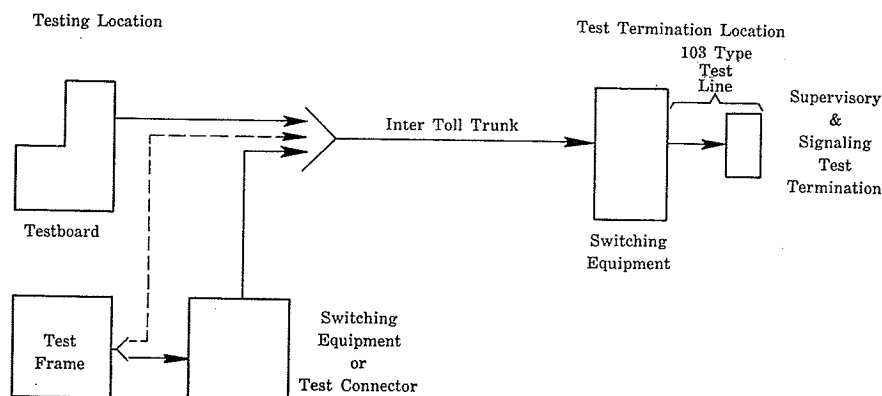 Testing Location
Test Termination Location
103 Type
Test
Line
Supervisory
&
Signaling
Test
Termination
Inter Toll Trunk
Testboard
Switching
Equipment
Test
Frame
Switching
Equipment
or
Test Connector